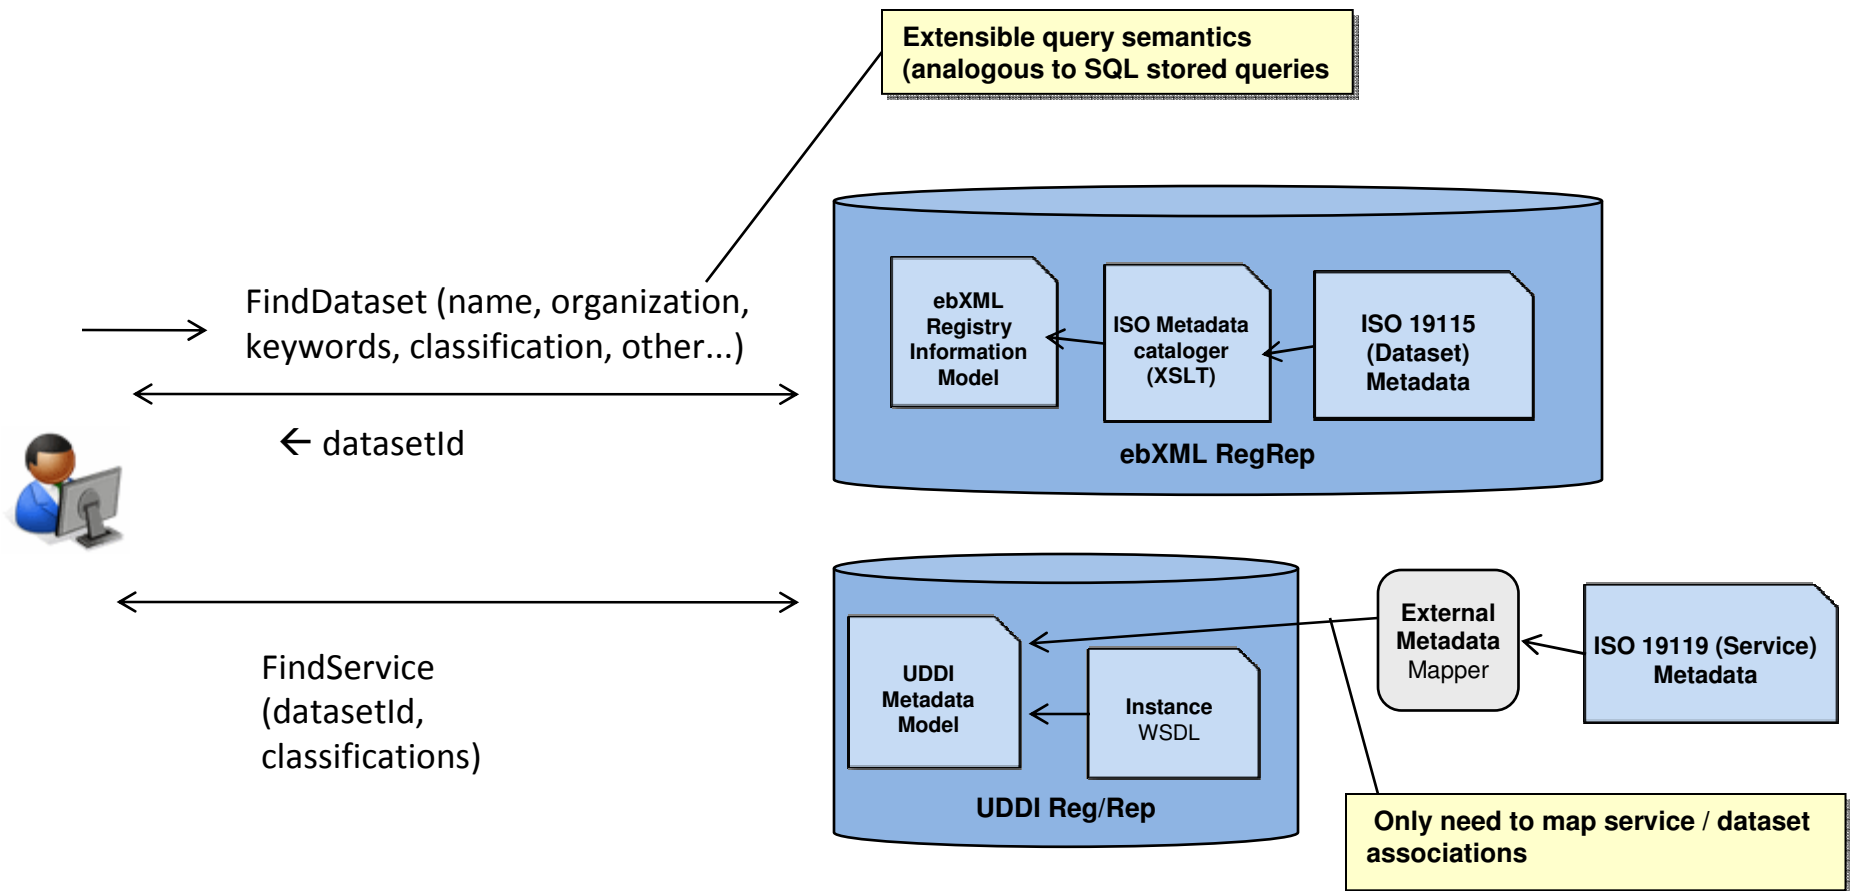 Extensible query semantics
(analogous to SQL stored queries
FindDataset (name, organization,
keywords, classification, other...)
← datasetId
ebXML
Registry
Information
Model
ISO Metadata
cataloger
(XSLT)
ISO 19115
(Dataset)
Metadata
ebXML RegRep
FindService
(datasetId,
classifications)
UDDI
Metadata
Model
Instance
WSDL
UDDI Reg/Rep
External
Metadata
Mapper
ISO 19119 (Service)
Metadata
Only need to map service / dataset
associations